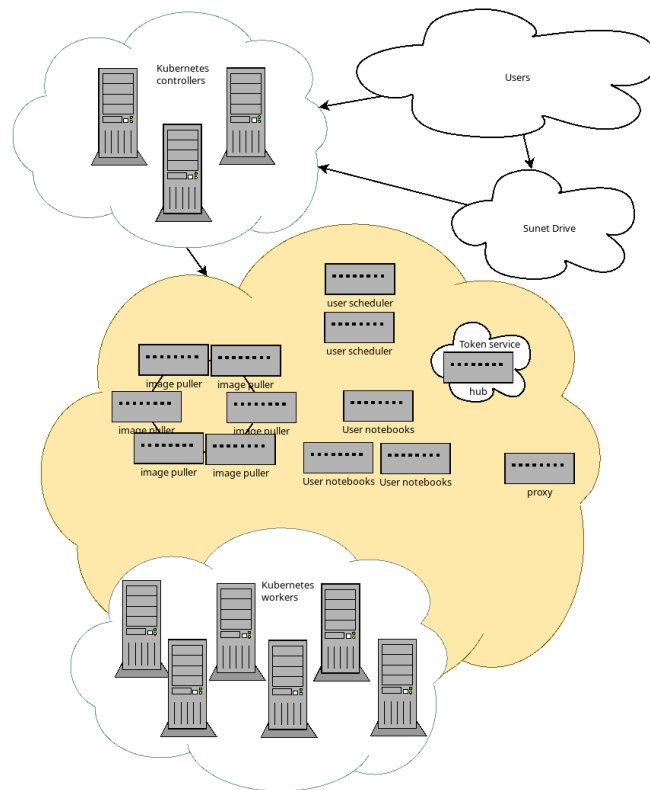 Kubernetes
controllers
Users
Sunet Drive
user scheduler
user scheduler
Token service
hub
image puller
image puller
image puller
image puller
image puller
image puller
User notebooks
User notebooks
User notebooks
proxy
Kubernetes
workers